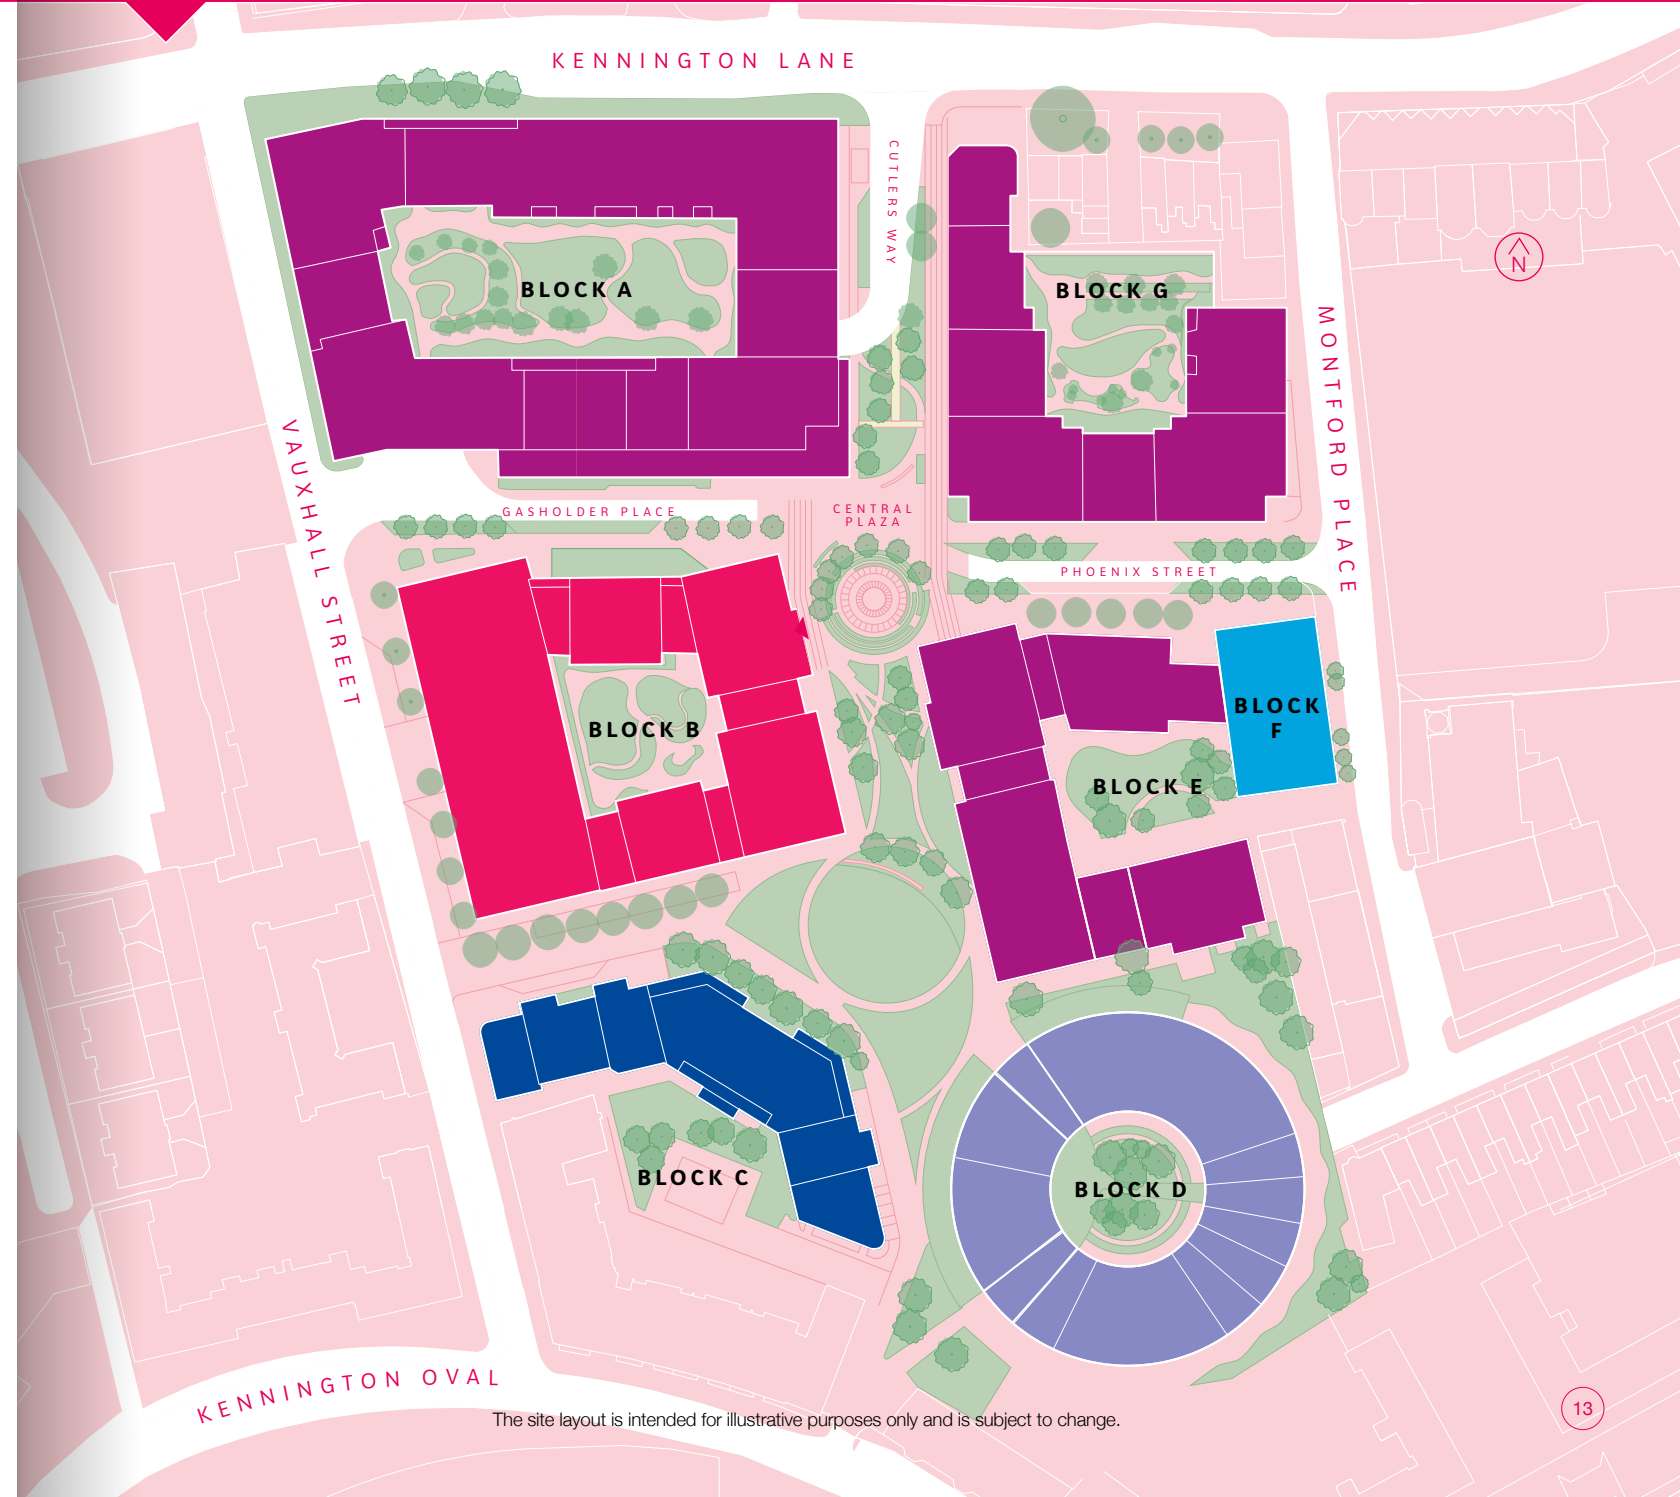 KENNINGTON LANE
CUTLERS WAY
BLOCK A
BLOCK G
N
MONTFORD PLACE
VAUXHALL STREET
GASHOLDER PLACE
CENTRAL
PLAZA
PHOENIX STREET
BLOCK B
BLOCK
F
BLOCK E
BLOCK C
BLOCK D
KENNINGTON OVAL
The site layout is intended for illustrative purposes only and is subject to change.
13